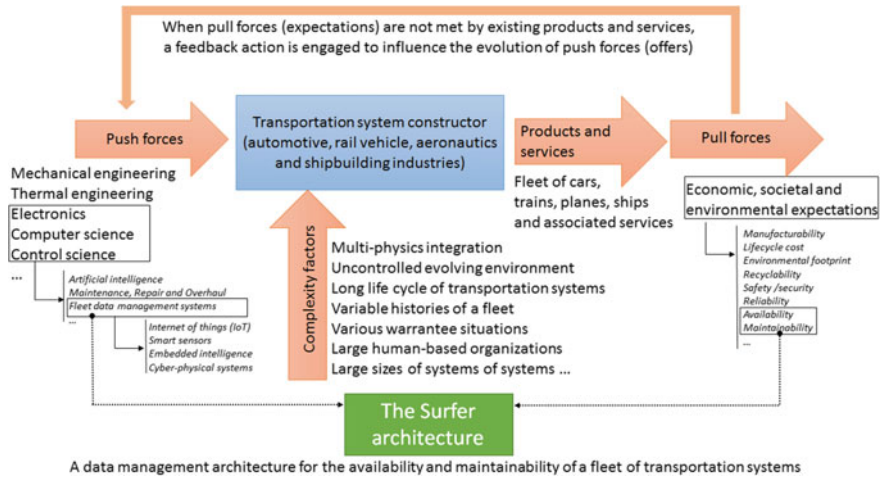 When pull forces (expectations) are not met by existing products and services,
a feedback action is engaged to influence the evolution of push forces (offers)
Push forces
Transportation system constructor
(automotive, rail vehicle, aeronautics
and shipbuilding industries)
Products and
services
Pull forces
Mechanical engineering
Thermal engineering
Electronics
Computer science
Control science
...
Artificial intelligence
Maintenance, Repair and Overhaul
Fleet data management systems
...
Internet of things (IoT)
Smart sensors
Embedded intelligence
Cyber-physical systems
Complexity factors
Multi-physics integration
Uncontrolled evolving environment
Long life cycle of transportation systems
Variable histories of a fleet
Various warrantee situations
Large human-based organizations
Large sizes of systems of systems ...
Fleet of cars,
trains, planes, ships
and associated services
Economic, societal and
environmental expectations
Manufacturability
Lifecycle cost
Environmental footprint
Recyclability
Safety /security
Reliability
Availability
Maintainability
...
The Surfer
architecture
A data management architecture for the availability and maintainability of a fleet of transportation systems